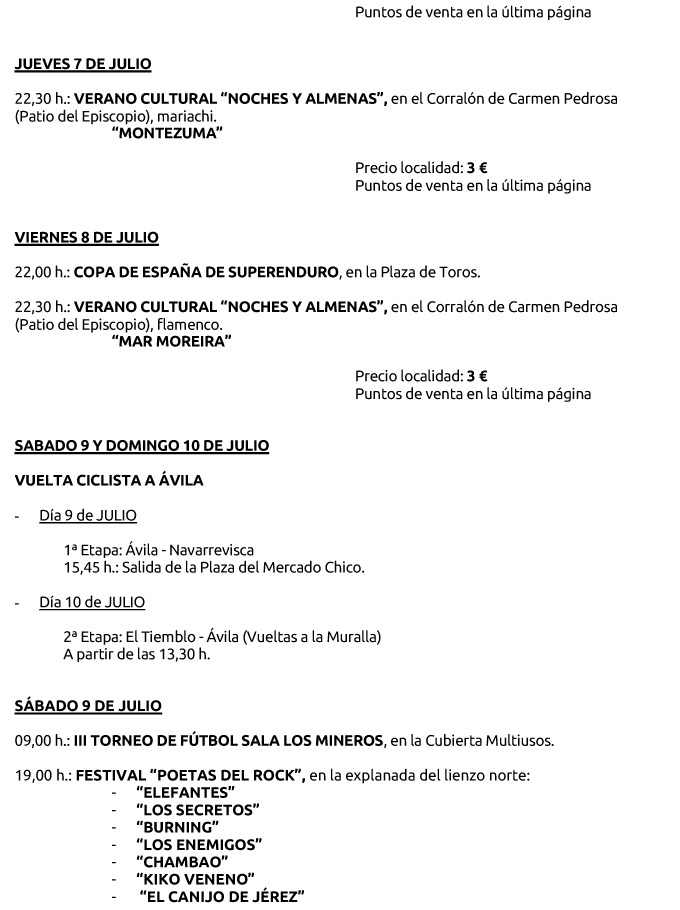 Puntos de venta en la última página
JUEVES 7 DE JULIO
22,30 h.: VERANO CULTURAL “NOCHES Y ALMENAS”, en el Corralón de Carmen Pedrosa
(Patio del Episcopio), mariachi.
“MONTEZUMA”
Precio localidad: 3 €
Puntos de venta en la última página
VIERNES 8 DE JULIO
22,00 h.: COPA DE ESPAÑA DE SUPERENDURO, en la Plaza de Toros.
22,30 h.: VERANO CULTURAL “NOCHES Y ALMENAS”, en el Corralón de Carmen Pedrosa
(Patio del Episcopio), flamenco.
“MAR MOREIRA”
Precio localidad: 3 €
Puntos de venta en la última página
SABADO 9 Y DOMINGO 10 DE JULIO
VUELTA CICLISTA A ÁVILA
- Día 9 de JULIO
1ª Etapa: Ávila - Navarrevisca
15,45 h.: Salida de la Plaza del Mercado Chico.
- Día 10 de JULIO
2ª Etapa: El Tiemblo - Ávila (Vueltas a la Muralla)
A partir de las 13,30 h.
SÁBADO 9 DE JULIO
09,00 h.: III TORNEO DE FÚTBOL SALA LOS MINEROS, en la Cubierta Multiusos.
19,00 h.: FESTIVAL “POETAS DEL ROCK”, en la explanada del lienzo norte:
- “ELEFANTES”
- “LOS SECRETOS”
- “BURNING”
- “LOS ENEMIGOS”
- “CHAMBAO”
- “KIKO VENENO”
- “EL CANIJO DE JÉREZ”